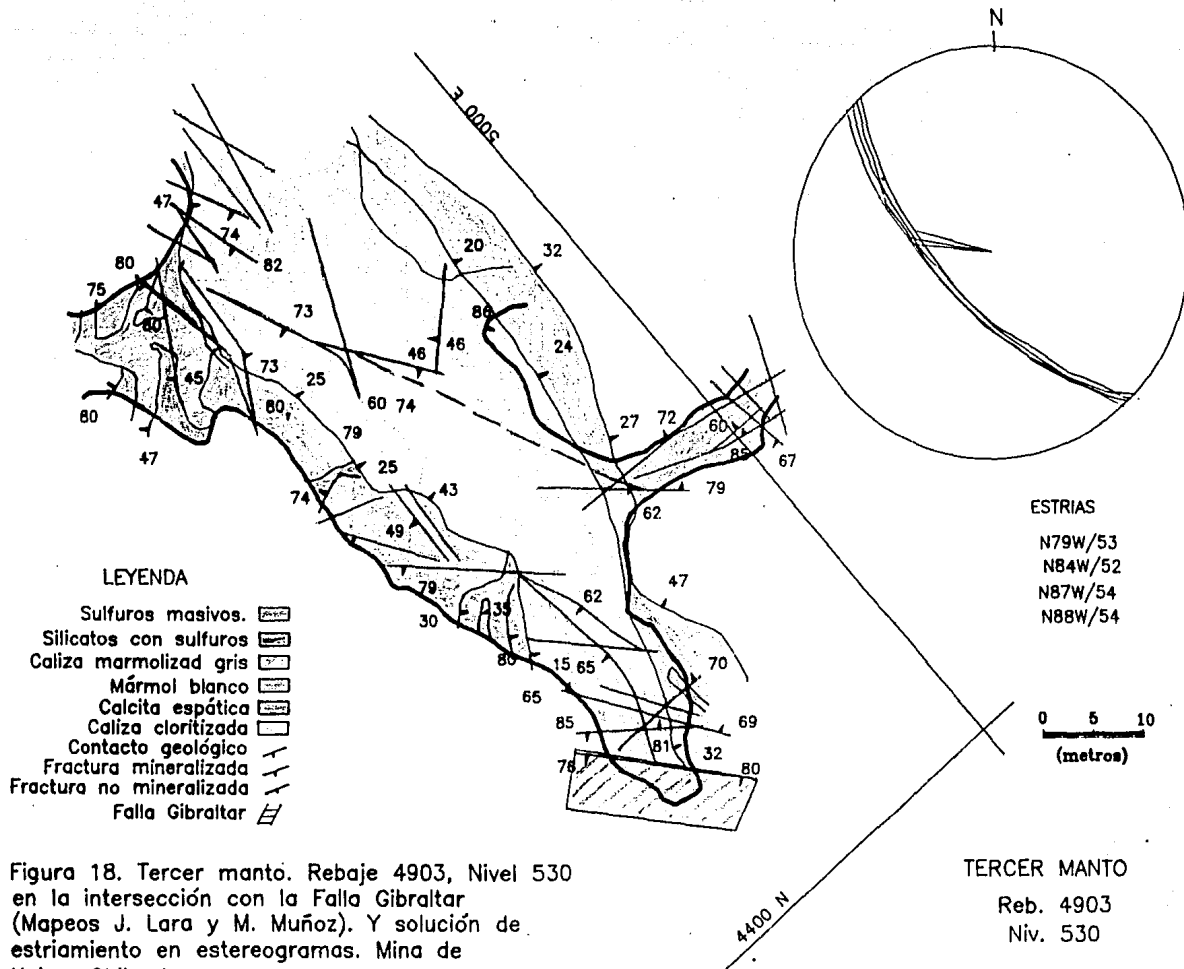 N
5000 E
47
74
82
80
75
80
73
20
32
86
24
46
46
73
45
25
60
74
80
80
79
47
25
27
72
60
85
67
79
62
74
43
49
ESTRIAS
N79W/53
N84W/52
N87W/54
N88W/54
LEYENDA
Sulfuros masivos.
Silicatos con sulfuros
Caliza marmolizad gris
Mármol blanco
Calcita espática
Caliza cloritizada
Contacto geológico
Fractura mineralizada
Fractura no mineralizada
Falla Gibraltar
79
30
35
62
47
80
15
65
65
70
85
69
81
32
78
80
0 5 10
(metros)
4400 N
Figura 18. Tercer manto. Rebaje 4903, Nivel 530
en la intersección con la Falla Gibraltar
(Mapeos J. Lara y M. Muñoz). Y solución de
estriamiento en estereogramas. Mina de
TERCER MANTO
Reb. 4903
Niv. 530